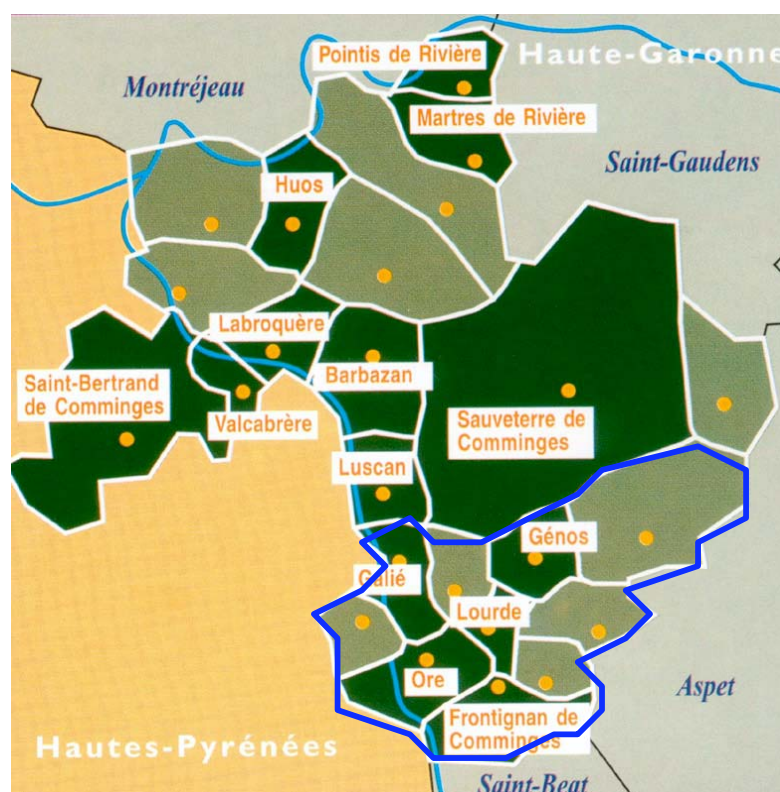 Pointis de Rivière
Haute-Garonne
Montréjeau
Martres de Rivière
Saint-Gaudens
Huos
Labroquère
Saint-Bertrand
de Comminges
Barbazan
Valcabrère
Sauveterre de
Comminges
Luscan
Génos
Galié
Lourde
Ore
Aspet
Frontignan de
Comminges
Hautes-Pyrénées
Saint-Beat